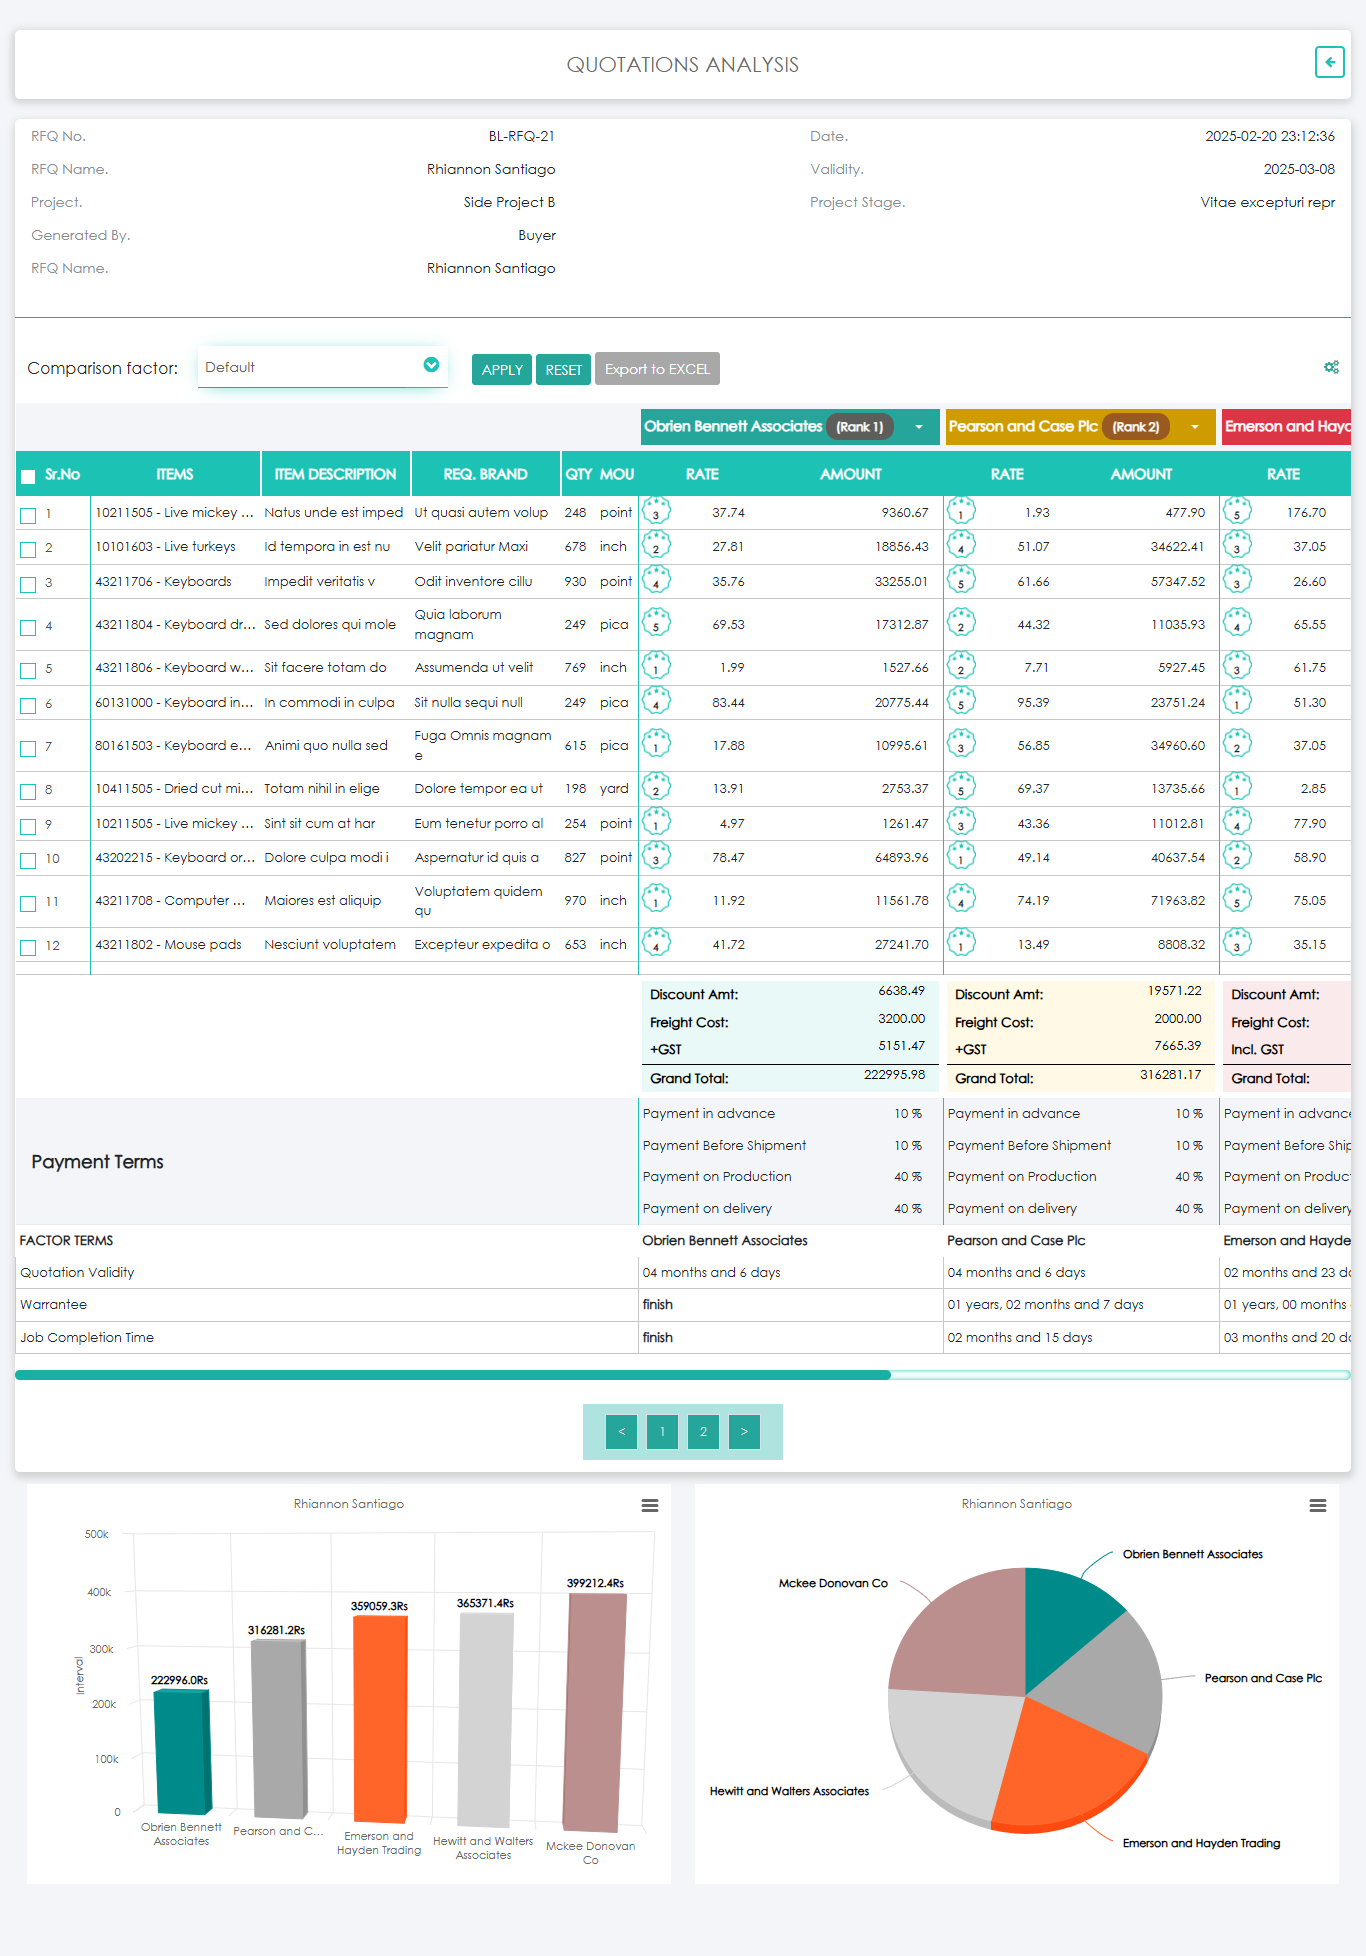 QUOTATIONS ANALYSIS
RFQ No. BL-RFQ-21 Date. 2025-02-20 23:12:36
RFQ Name. Rhiannon Santiago Validity. 2025-03-08
Project. Side Project B Project Stage. Vitae excepturi repr
Generated By. Buyer
RFQ Name. Rhiannon Santiago
Comparison factor: Default APPLY RESET Export to EXCEL
Obrien Bennett Associates (Rank 1) Pearson and Case Plc (Rank 2) Emerson and Hayd
Sr.No ITEMS ITEM DESCRIPTION REQ. BRAND QTY MOU RATE AMOUNT RATE AMOUNT RATE
1 10211505 - Live mickey ... Natus unde est imped Ut quasi autem volup 248 point 3 37.74 9360.67 1 1.93 477.90 5 176.70
2 10101603 - Live turkeys Id tempora in est nu Velit pariatur Maxi 678 inch 2 27.81 18856.43 4 51.07 34622.41 3 37.05
3 43211706 - Keyboards Impedit veritatis v Odit inventore cillu 930 point 4 35.76 33255.01 5 61.66 57347.52 3 26.60
4 43211804 - Keyboard dr... Sed dolores qui mole Quia laborum magnam 249 pica 5 69.53 17312.87 2 44.32 11035.93 4 65.55
5 43211806 - Keyboard w... Sit facere totam do Assumenda ut velit 769 inch 1 1.99 1527.66 2 7.71 5927.45 3 61.75
6 60131000 - Keyboard in... In commodi in culpa Sit nulla sequi null 249 pica 4 83.44 20775.44 5 95.39 23751.24 1 51.30
7 80161503 - Keyboard e... Animi quo nulla sed Fuga Omnis magnam e 615 pica 1 17.88 10995.61 3 56.85 34960.60 2 37.05
8 10411505 - Dried cut mi... Totam nihil in elige Dolore tempor ea ut 198 yard 2 13.91 2753.37 5 69.37 13735.66 1 2.85
9 10211505 - Live mickey ... Sint sit cum at har Eum tenetur porro al 254 point 1 4.97 1261.47 3 43.36 11012.81 4 77.90
10 43202215 - Keyboard or... Dolore culpa modi i Aspernatur id quis a 827 point 3 78.47 64893.96 1 49.14 40637.54 2 58.90
11 43211708 - Computer ... Maiores est aliquip Voluptatem quidem qu 970 inch 1 11.92 11561.78 4 74.19 71963.82 5 75.05
12 43211802 - Mouse pads Nesciunt voluptatem Excepteur expedita o 653 inch 4 41.72 27241.70 1 13.49 8808.32 3 35.15
Discount Amt: 6638.49 Discount Amt: 19571.22 Discount Amt:
Freight Cost: 3200.00 Freight Cost: 2000.00 Freight Cost:
+GST 5151.47 +GST 7665.39 Incl. GST
Grand Total: 222995.98 Grand Total: 316281.17 Grand Total:
Payment Terms
Payment in advance 10 % Payment in advance 10 % Payment in advance
Payment Before Shipment 10 % Payment Before Shipment 10 % Payment Before Ship
Payment on Production 40 % Payment on Production 40 % Payment on Produc
Payment on delivery 40 % Payment on delivery 40 % Payment on delivery
FACTOR TERMS Obrien Bennett Associates Pearson and Case Plc Emerson and Hayde
Quotation Validity 04 months and 6 days 04 months and 6 days 02 months and 23 da
Warrantee finish 01 years, 02 months and 7 days 01 years, 00 months
Job Completion Time finish 02 months and 15 days 03 months and 20 da
< 1 2 >
Rhiannon Santiago
Interval
500k
400k
300k
200k
100k
0
222996.0Rs
316281.2Rs
359059.3Rs
365371.4Rs
399212.4Rs
Obrien Bennett Associates
Pearson and C...
Emerson and Hayden Trading
Hewitt and Walters Associates
Mckee Donovan Co
Rhiannon Santiago
Obrien Bennett Associates
Mckee Donovan Co
Pearson and Case Plc
Hewitt and Walters Associates
Emerson and Hayden Trading